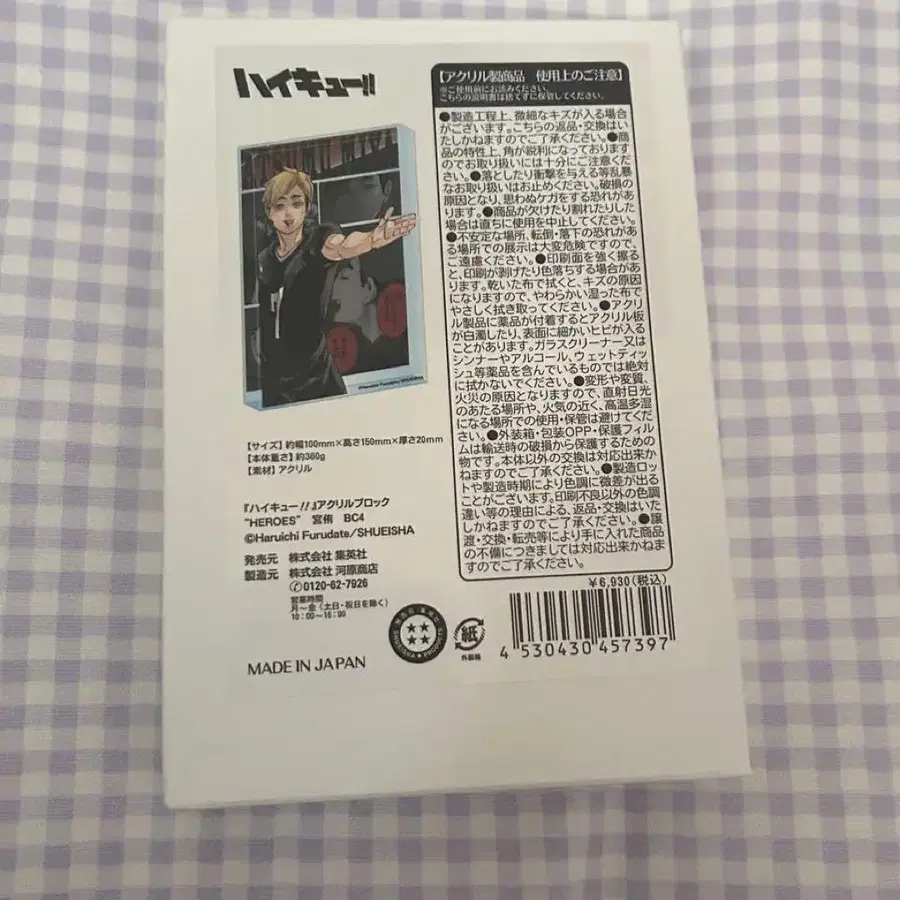 ハイキュー!!
©Haruichi Furudate/SHUEISHA
【サイズ】約幅100mm×高さ150mm×厚さ20mm
【本体重さ】約360g
【素材】アクリル
『ハイキュー!!』アクリルブロック
“HEROES” 宮侑 BC4
©Haruichi Furudate/SHUEISHA
発売元 株式会社 集英社
製造元 株式会社 河原商店
✆0120-62-7926
営業時間
月～金（土日・祝日を除く）
10：00～16：00
MADE IN JAPAN
【アクリル製商品 使用上のご注意】
※ご使用前にお読みください。
こちらの説明書は捨てずに保管してください。
●製造工程上、微細なキズが入る場合
がございます。こちらの返品・交換はい
たしかねますのでご了承ください。●商
品の特性上、角が鋭利になっております
のでお取り扱いには十分にご注意くださ
い。●落としたり衝撃を与える等乱暴
なお取り扱いはお止めください。破損の
原因となり、思わぬケガをする恐れがあ
ります。●商品が欠けたり割れたりした
場合は直ちに使用を中止してください。
●不安定な場所、転倒・落下の恐れがあ
る場所での展示は大変危険ですので、
ご遠慮ください。●印刷面を強く擦る
と、印刷が剥げたり色落ちする場合があ
ります。乾いた布で拭くと、キズの原因
になりますので、やわらかい湿った布で
やさしく拭き取ってください。●アクリ
ル製品に薬品が付着するとアクリル板
が白濁したり、表面に細かいヒビが入る
ことがあります。ガラスクリーナー又は
シンナーやアルコール、ウェットティッ
シュ等薬品を含んでいるものでは絶対
に拭かないでください。●変形や変質、
火災の原因となりますので、直射日光
のあたる場所や、火気の近く、高温多湿
になる場所での使用・保管は避けてくだ
さい。●外装箱・包装OPP・保護フィル
ムは輸送時の破損から保護するための
物です。本体以外の交換は対応出来かね
ますのでご了承ください。●製造ロッ
トや製造時期により色調に微差が出る
ことがございます。印刷不良以外の色調
違い等の理由による、返品・交換はいた
しかねますのでご了承ください。●譲
渡・交換・転売等により手に入れた商品
の不備につきましては対応出来かねま
すのでご了承ください。
¥6,930(税込)
紙
外装箱
4 530430 457397
SHUEISHA PRODUCTS